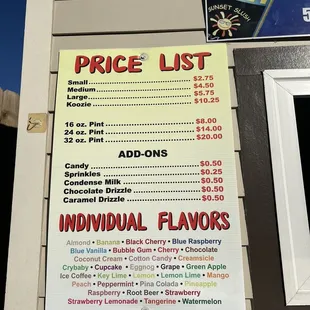 SUNSET SLUSH
5
PRICE LIST
Small $2.75
Medium $4.50
Large $5.75
Koozie $10.25
16 oz. Pint $8.00
24 oz. Pint $14.00
32 oz. Pint $20.00
ADD-ONS
Candy $0.50
Sprinkles $0.25
Condense Milk $0.50
Chocolate Drizzle $0.50
Caramel Drizzle $0.50
INDIVIDUAL FLAVORS
Almond • Banana • Black Cherry • Blue Raspberry
Blue Vanilla • Bubble Gum • Cherry • Chocolate
Coconut Cream • Cotton Candy • Creamsicle
Crybaby • Cupcake • Eggnog • Grape • Green Apple
Ice Coffee • Key Lime • Lemon • Lemon Lime • Mango
Peach • Peppermint • Pina Colada • Pineapple
Raspberry • Root Beer • Strawberry
Strawberry Lemonade • Tangerine • Watermelon